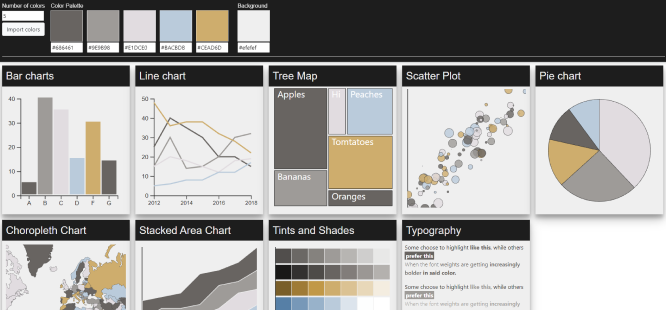 Number of colors
Color Palette
Background
5
Import colors
#686461
#9E9B98
#E1DCE0
#BACBDB
#CEAD6D
#efefef
Bar charts
Line chart
Tree Map
Scatter Plot
Pie chart
40
30
20
10
0
A
B
C
D
F
G
50
40
30
20
10
0
2012
2014
2016
2018
Apples
Peaches
Tomtatoes
Bananas
Oranges
Choropleth Chart
Stacked Area Chart
Tints and Shades
Typography
Some choose to highlight like this, while others
prefer this
When the font weights are getting increasingly
bolder in said color.
Some choose to highlight like this, while others
prefer this
When the font weights are getting increasingly